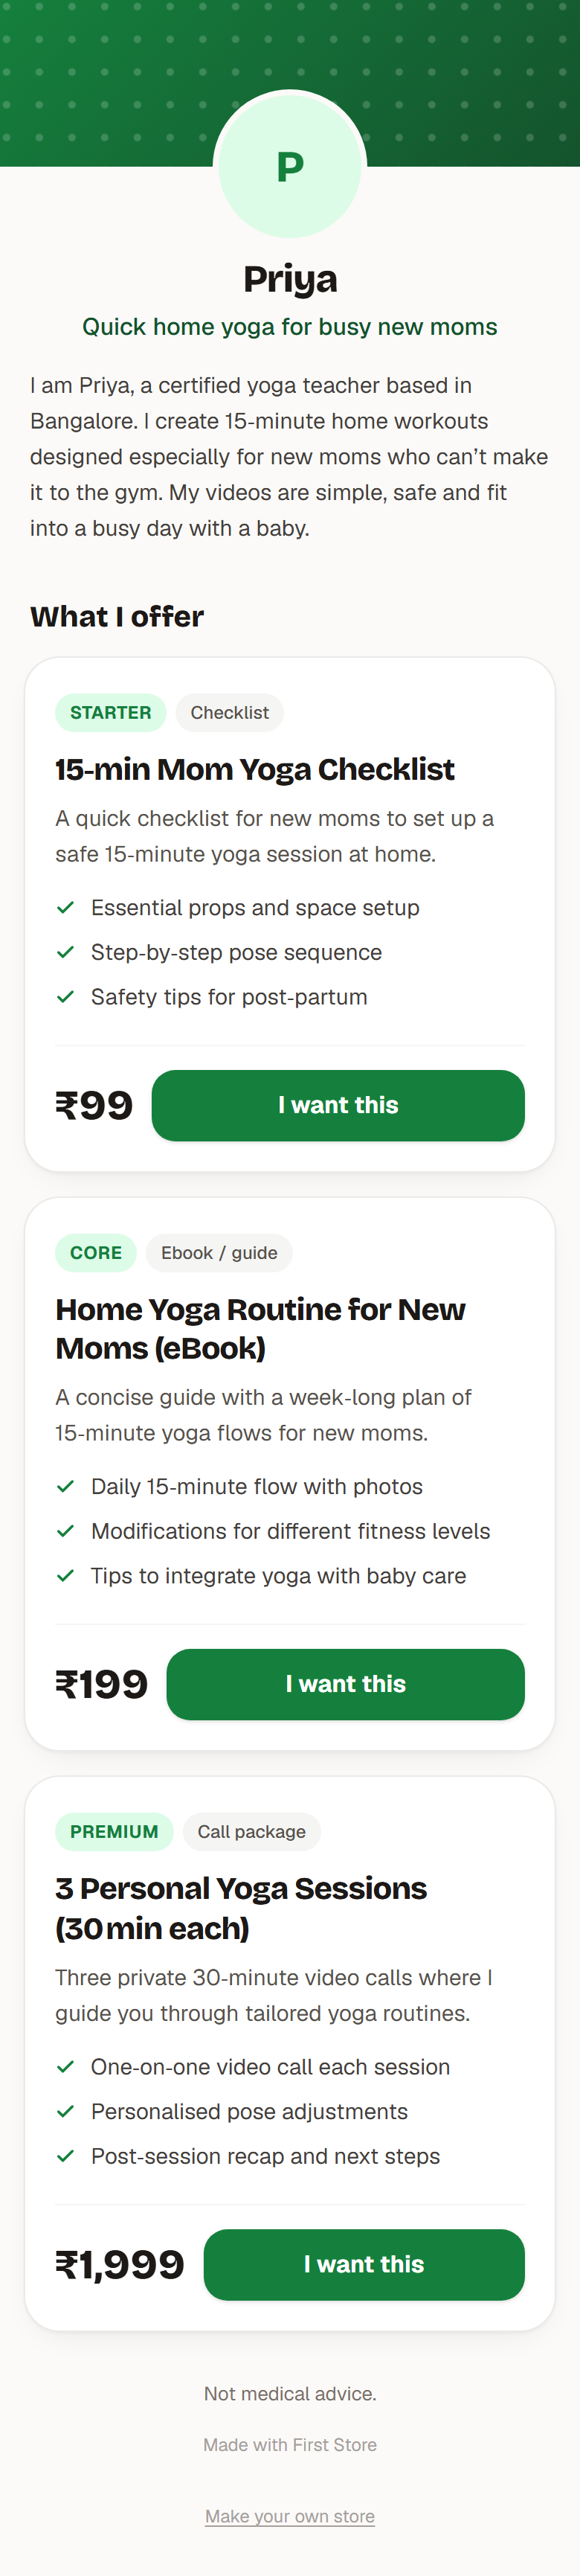 P
Priya
Quick home yoga for busy new moms
I am Priya, a certified yoga teacher based in
Bangalore. I create 15-minute home workouts
designed especially for new moms who can’t make
it to the gym. My videos are simple, safe and fit
into a busy day with a baby.
What I offer
STARTER Checklist
15-min Mom Yoga Checklist
A quick checklist for new moms to set up a
safe 15-minute yoga session at home.
Essential props and space setup
Step-by-step pose sequence
Safety tips for post-partum
₹99 I want this
CORE Ebook / guide
Home Yoga Routine for New
Moms (eBook)
A concise guide with a week-long plan of
15-minute yoga flows for new moms.
Daily 15-minute flow with photos
Modifications for different fitness levels
Tips to integrate yoga with baby care
₹199 I want this
PREMIUM Call package
3 Personal Yoga Sessions
(30 min each)
Three private 30-minute video calls where I
guide you through tailored yoga routines.
One-on-one video call each session
Personalised pose adjustments
Post-session recap and next steps
₹1,999 I want this
Not medical advice.
Made with First Store
Make your own store